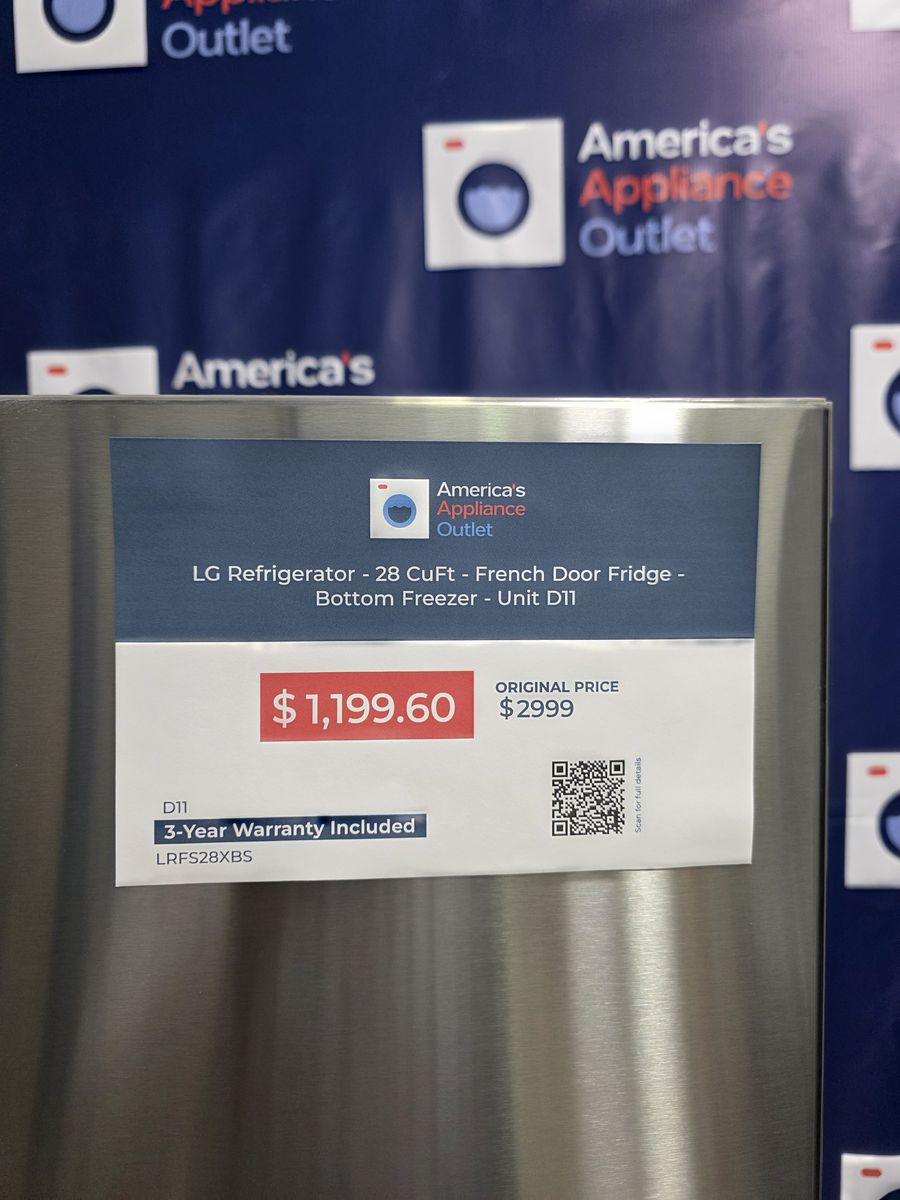 Appliance
Outlet
America's
Appliance
Outlet
America's
America's
Appliance
Outlet
LG Refrigerator - 28 CuFt - French Door Fridge -
Bottom Freezer - Unit D11
$ 1,199.60
ORIGINAL PRICE
$2999
D11
3-Year Warranty Included
LRFS28XBS
Scan for full details